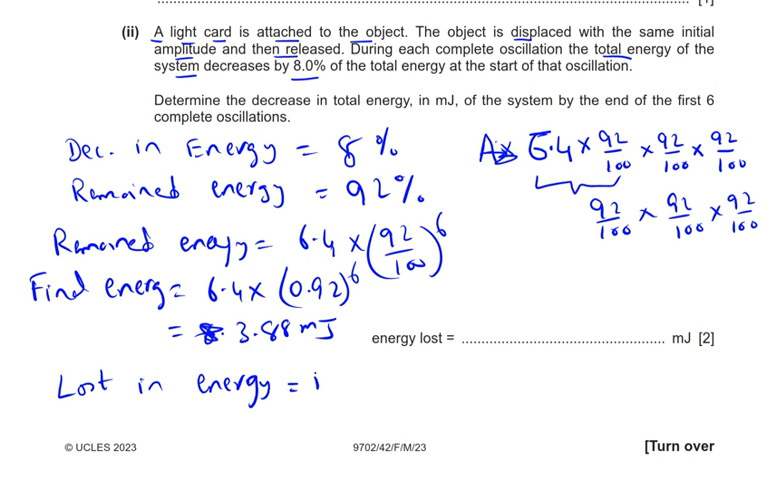 [1]
(ii) A light card is attached to the object. The object is displaced with the same initial
amplitude and then released. During each complete oscillation the total energy of the
system decreases by 8.0% of the total energy at the start of that oscillation.
Determine the decrease in total energy, in mJ, of the system by the end of the first 6
complete oscillations.
Dec. in Energy = 8 %
Remained energy = 92%.
Remained energy = 6.4 × (92/100)^6
Find energ = 6.4 × (0.92)^6
= 3.88 mJ
Lost in energy = i
6.4 × 92/100 × 92/100 × 92/100
92/100 × 92/100 × 92/100
energy lost = ................................................ mJ [2]
© UCLES 2023
9702/42/F/M/23
[Turn over